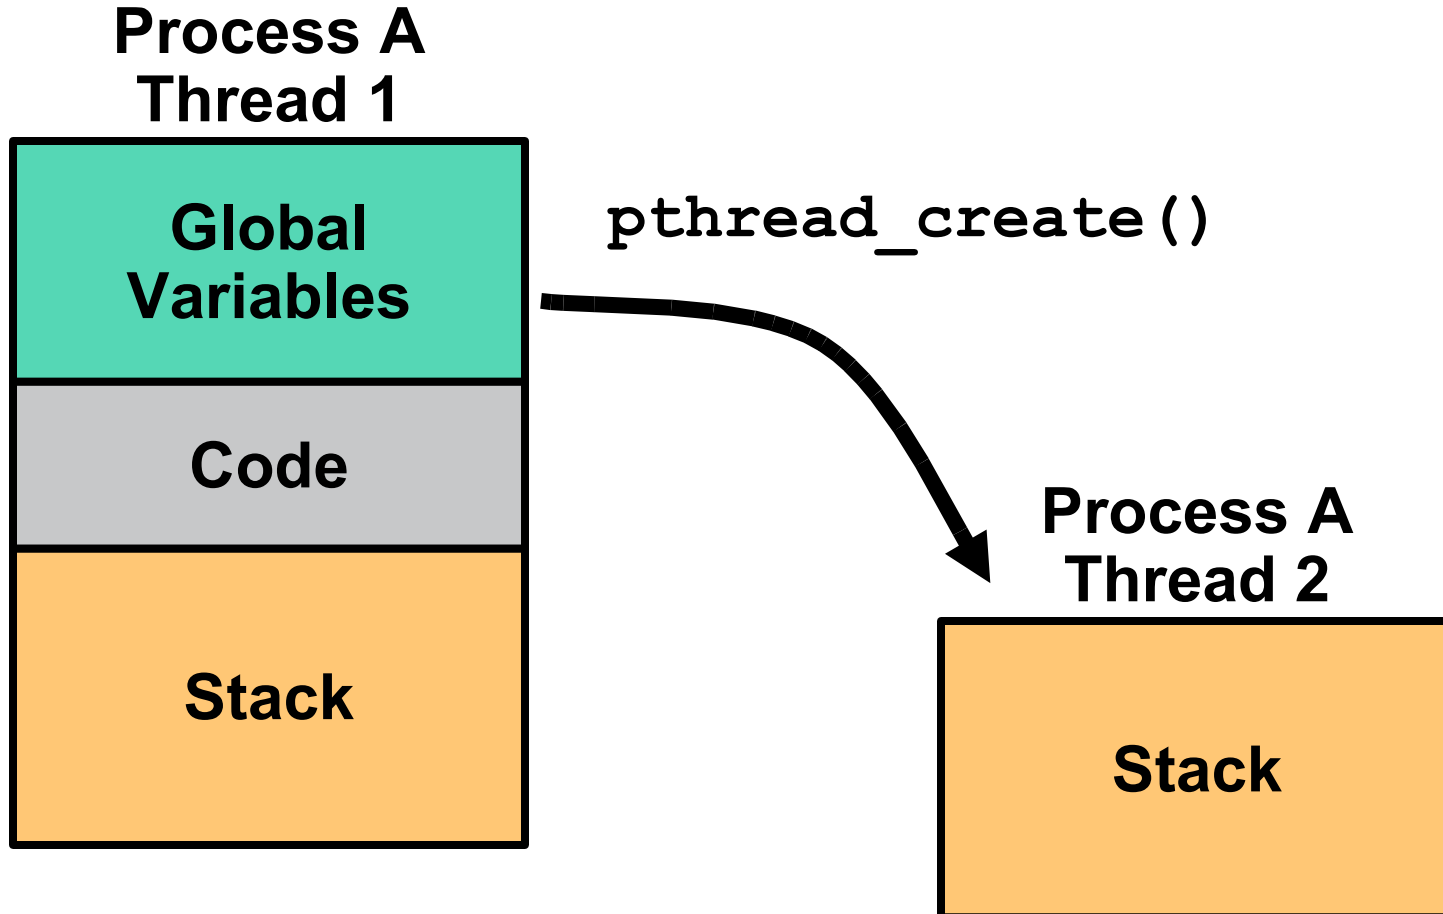 Process A
Thread 1
Global
Variables
pthread_create()
Code
Process A
Thread 2
Stack
Stack